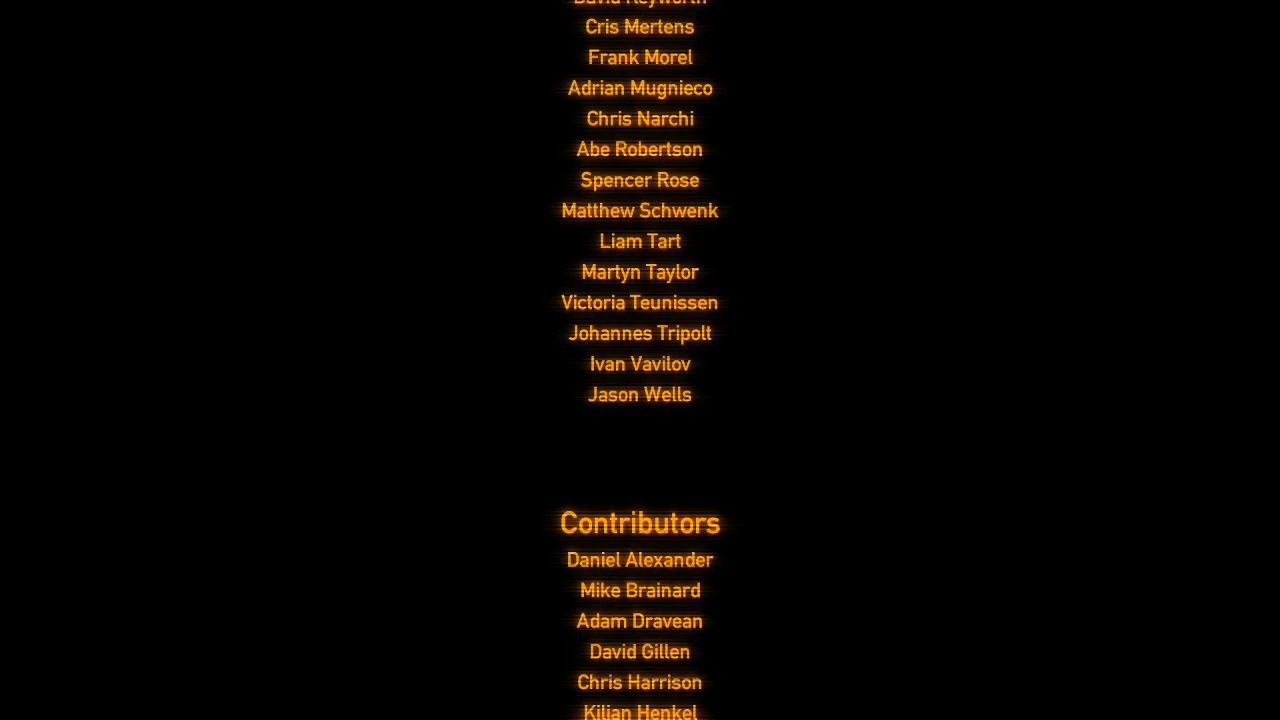 David Keyworth
Cris Mertens
Frank Morel
Adrian Mugnieco
Chris Narchi
Abe Robertson
Spencer Rose
Matthew Schwenk
Liam Tart
Martyn Taylor
Victoria Teunissen
Johannes Tripolt
Ivan Vavilov
Jason Wells
Contributors
Daniel Alexander
Mike Brainard
Adam Dravean
David Gillen
Chris Harrison
Kilian Henkel